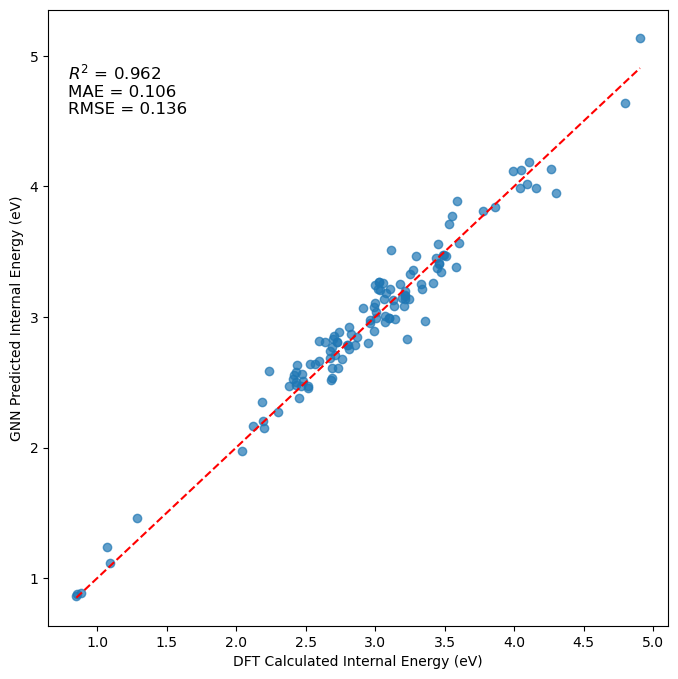 R² = 0.962
MAE = 0.106
RMSE = 0.136
GNN Predicted Internal Energy (eV)
5
4
3
2
1
1.0 1.5 2.0 2.5 3.0 3.5 4.0 4.5 5.0
DFT Calculated Internal Energy (eV)